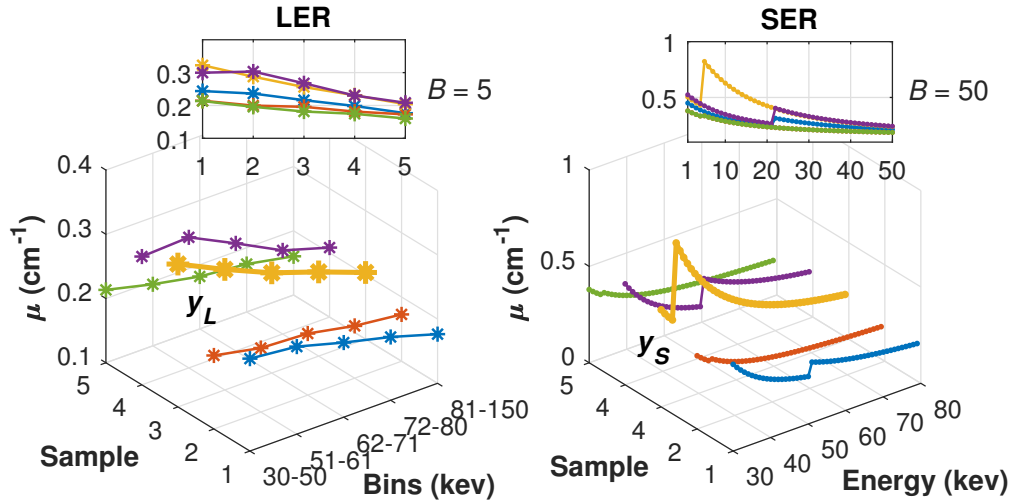 LER
0.3
0.2
0.1
1 2 3 4 5
B = 5
0.4
0.3
0.2
0.1
μ (cm⁻¹)
y_L
5
4
3
2
1
Sample
30-50
51-61
62-71
72-80
81-150
Bins (kev)
SER
1
0.5
1 10 20 30 40 50
B = 50
1
0.5
0
μ (cm⁻¹)
y_S
5
4
3
2
1
Sample
30
40
50
60
70
80
Energy (kev)